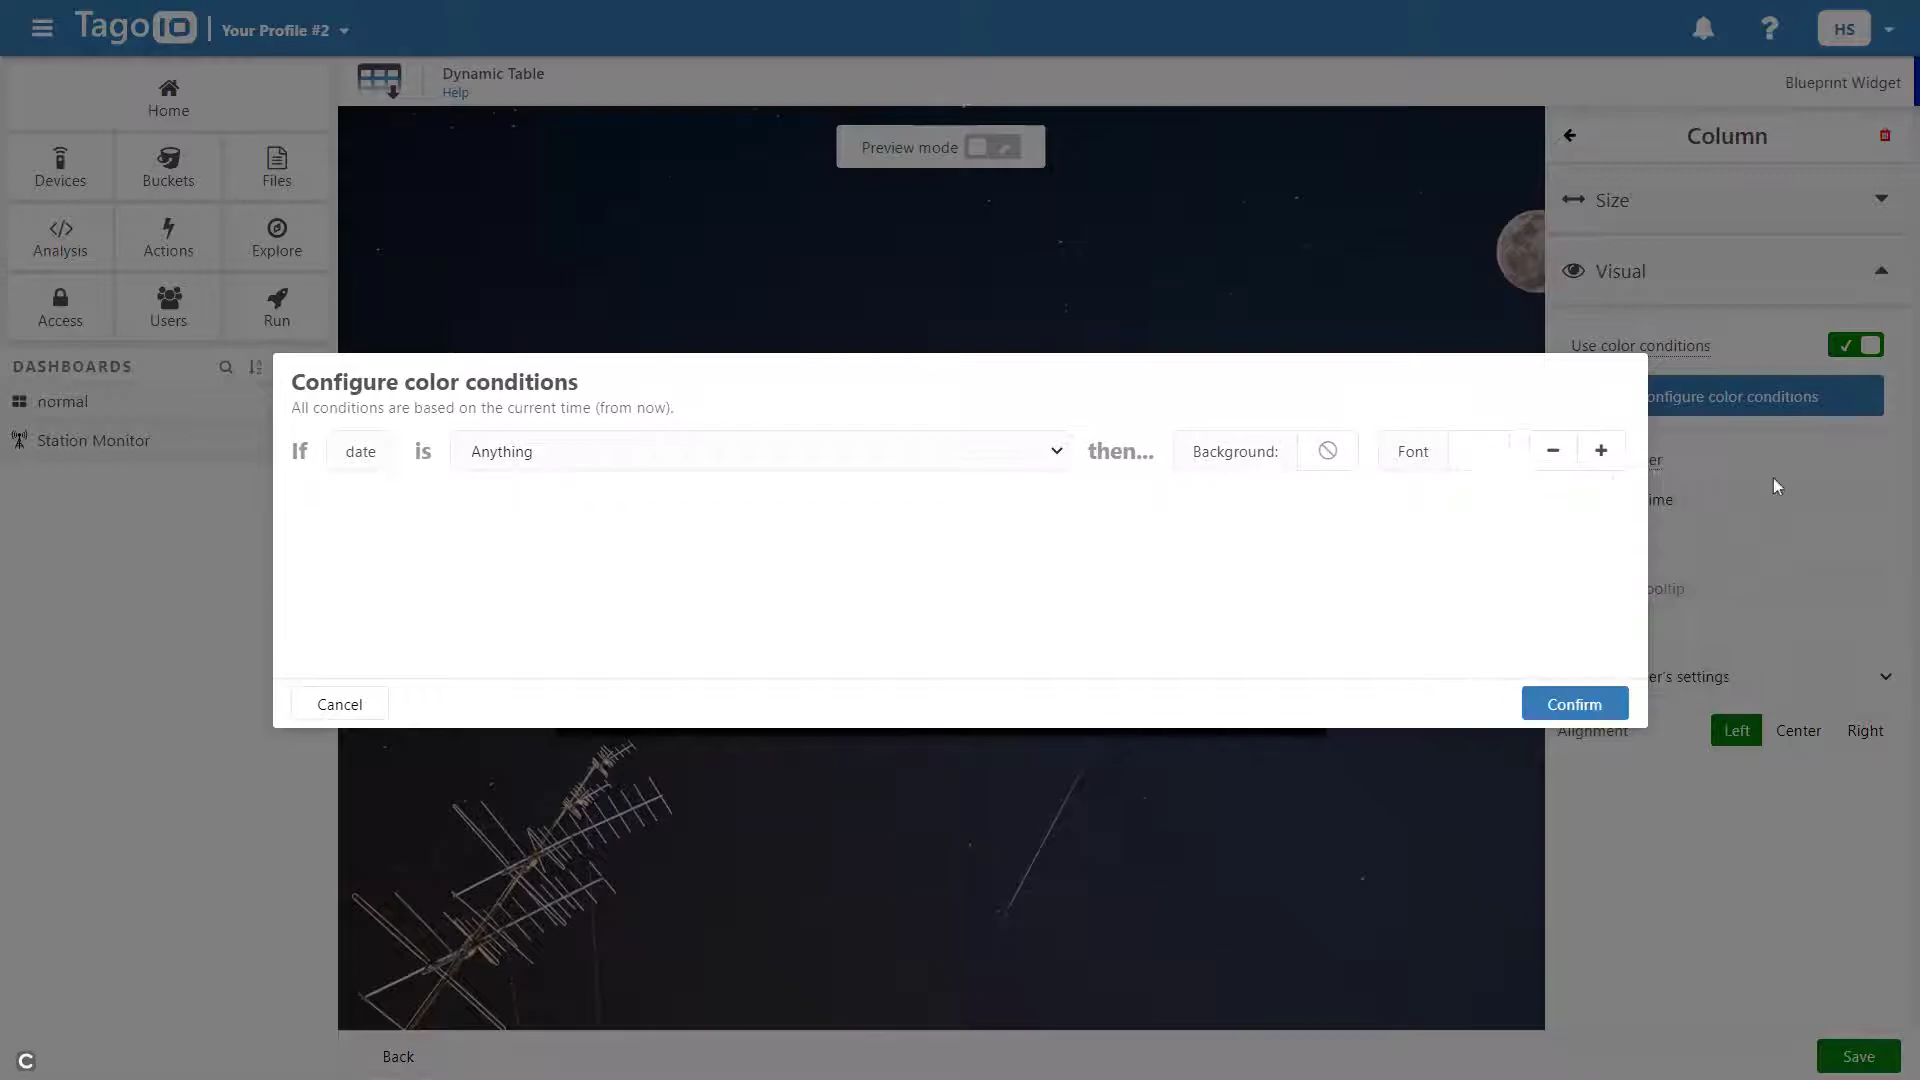 TagoIO
Your Profile #2
HS
Home
Devices
Buckets
Files
Analysis
Actions
Explore
Access
Users
Run
DASHBOARDS
normal
Station Monitor
Dynamic Table
Help
Blueprint Widget
Preview mode
Column
Size
Visual
Use color conditions
onfigure color conditions
er
ime
ooltip
er's settings
Alignment
Left
Center
Right
Configure color conditions
All conditions are based on the current time (from now).
If
date
is
Anything
then...
Background:
Font
Cancel
Confirm
Back
Save
C